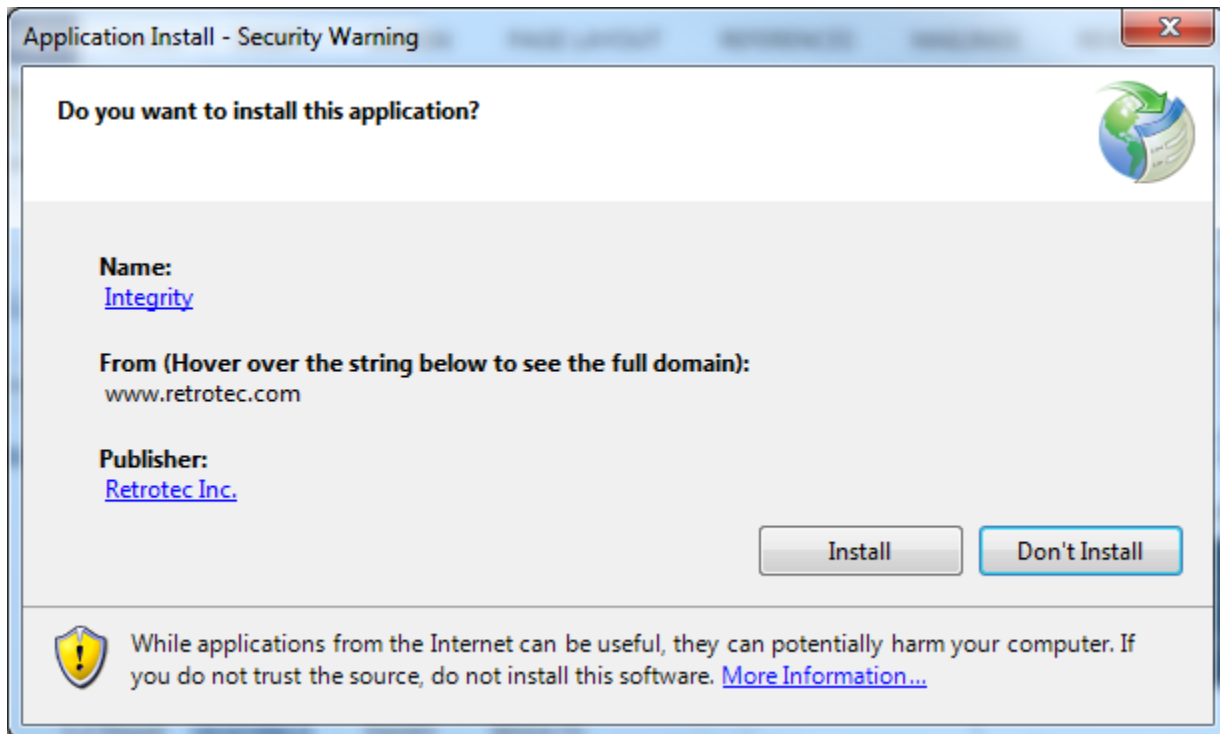 Application Install - Security Warning
Do you want to install this application?
Name:
Integrity
From (Hover over the string below to see the full domain):
www.retrotec.com
Publisher:
Retrotec Inc.
Install
Don't Install
While applications from the Internet can be useful, they can potentially harm your computer. If
you do not trust the source, do not install this software. More Information...